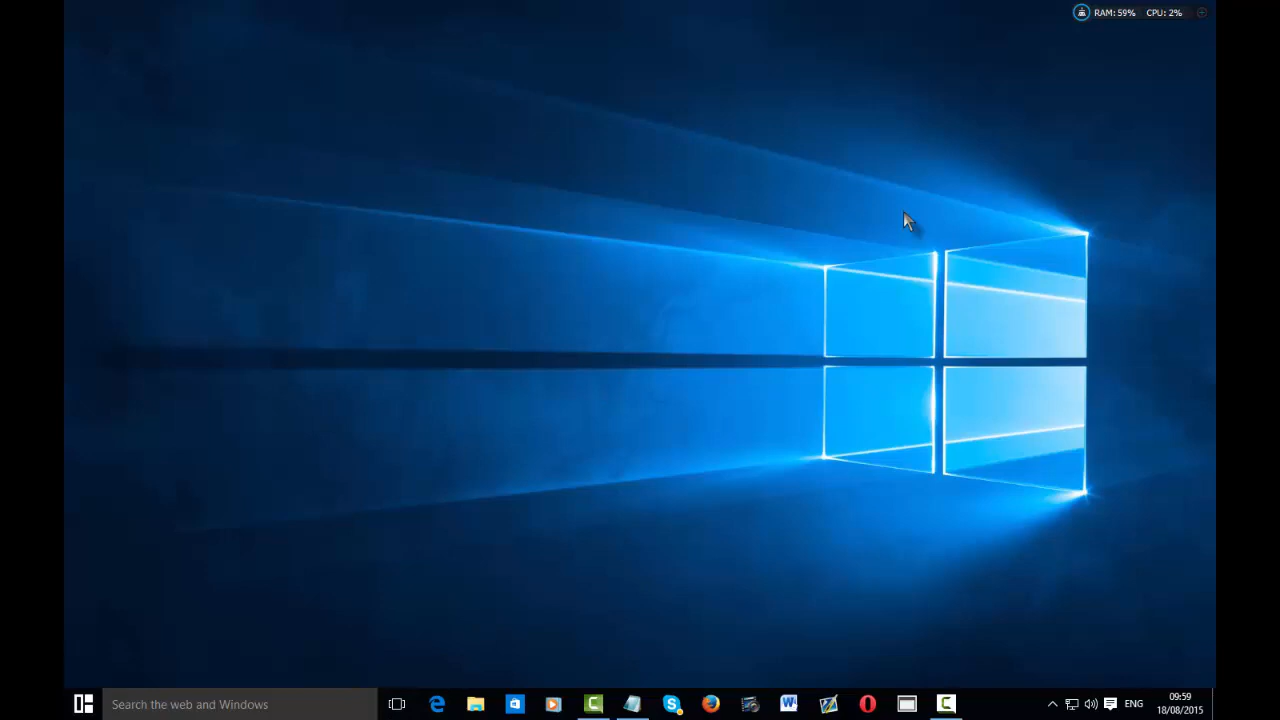 RAM: 59% CPU: 2%
Search the web and Windows
ENG
09:59
18/08/2015